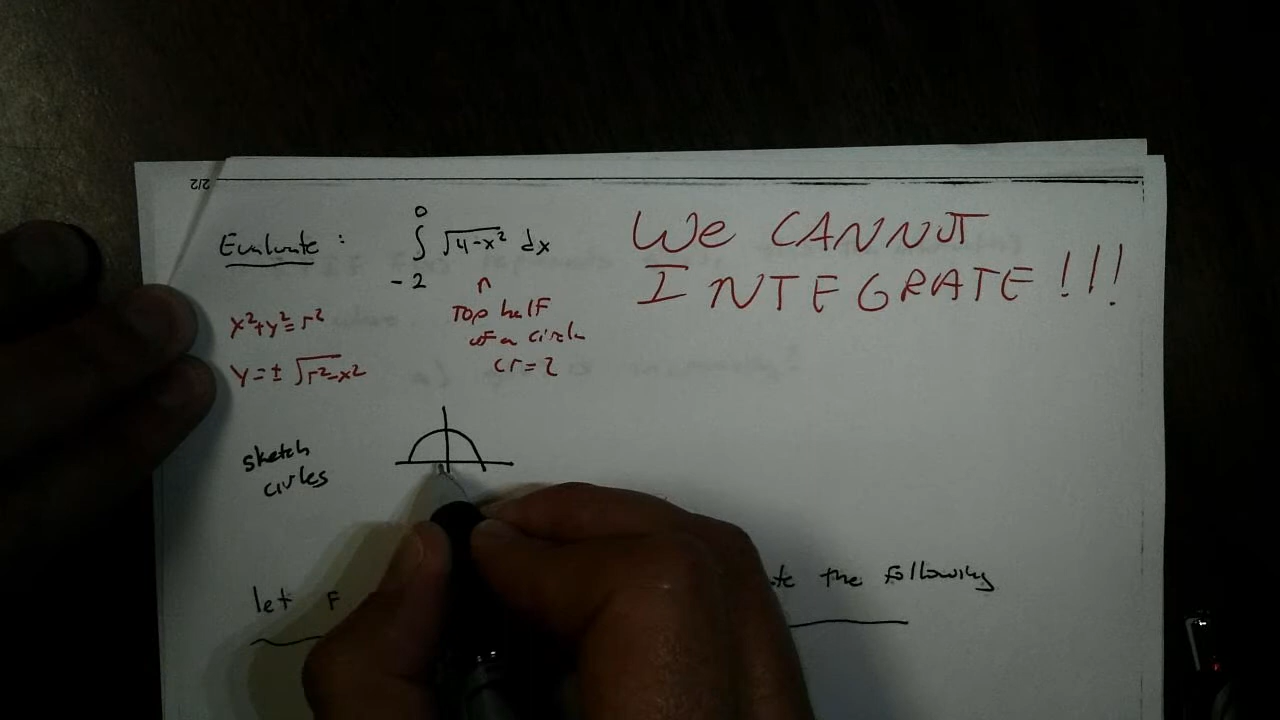 2/2
Evaluate : ∫_{-2}^{0} √(4-x²) dx
WE CANNOT
INTEGRATE!!!
x²+y²=r²
y=± √(r²-x²)
Top half
of a circle
r=2
sketch
circles
let F
the following